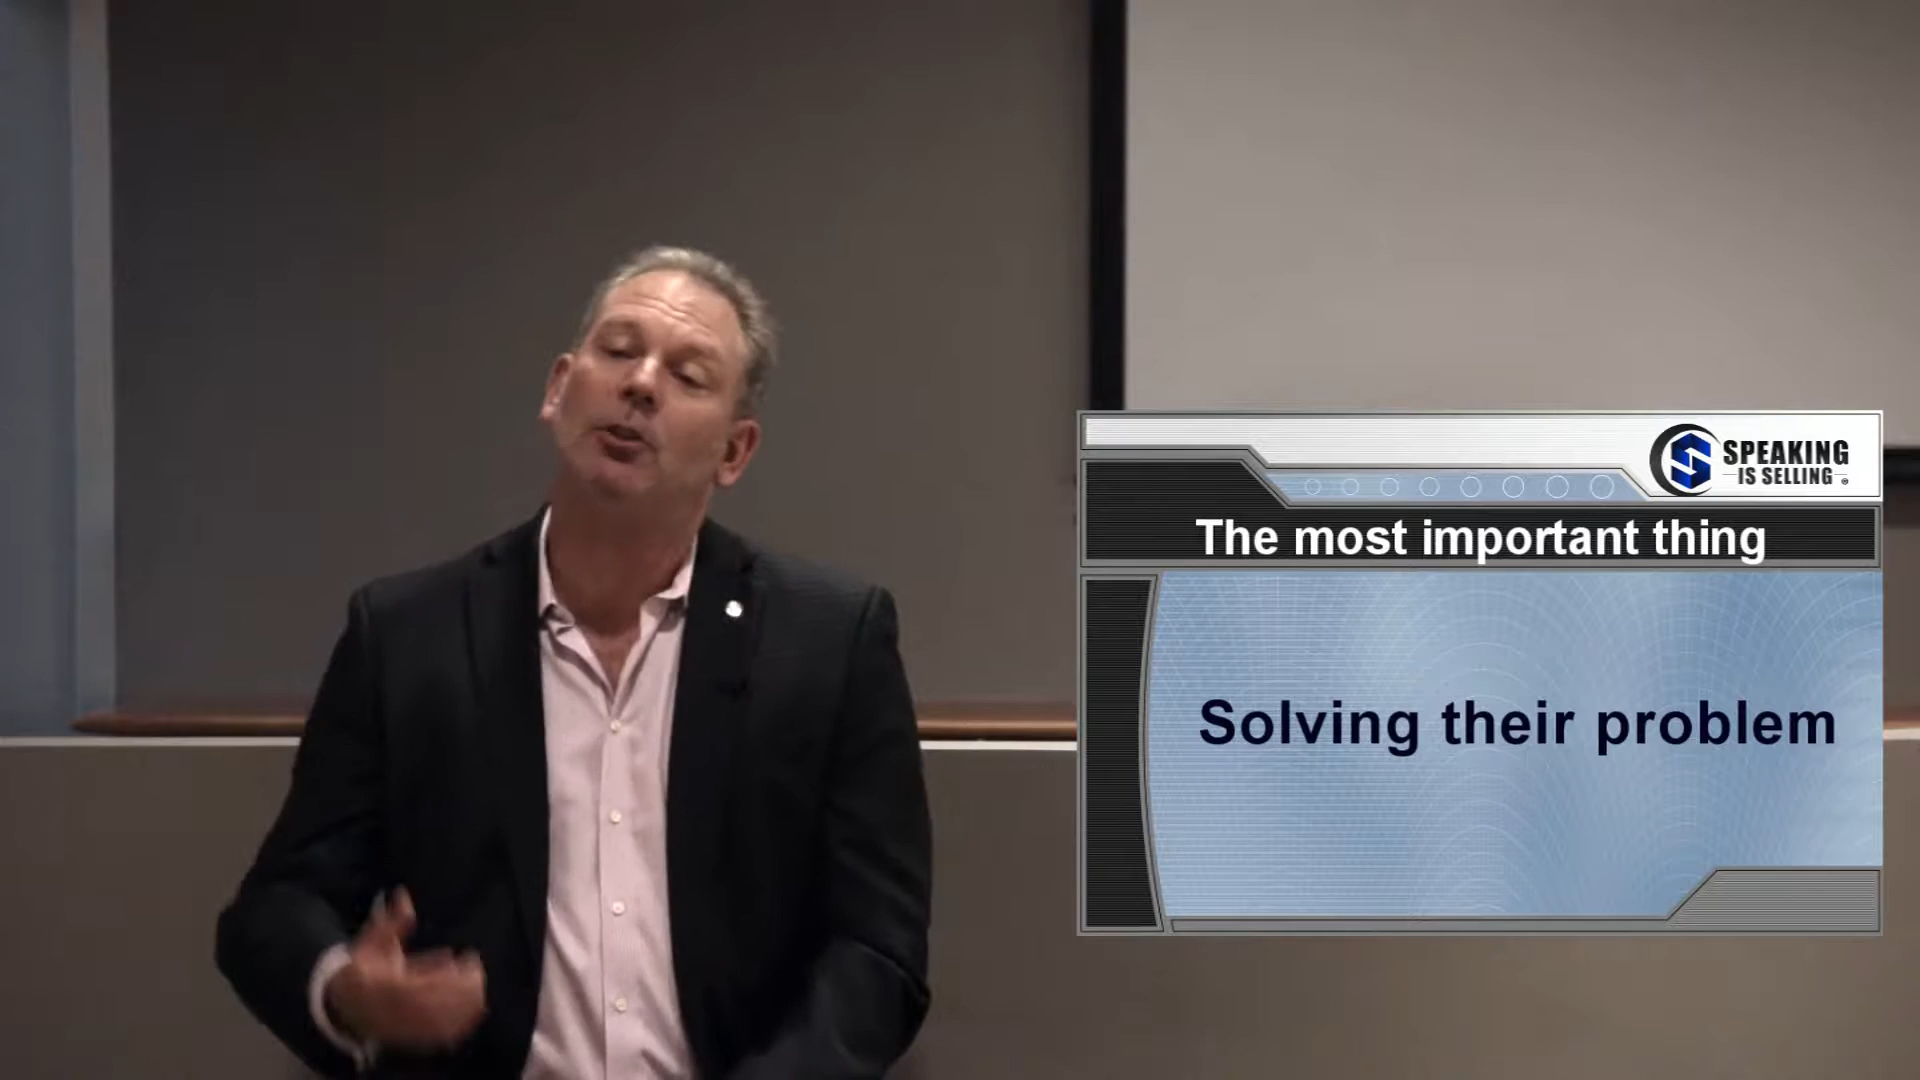 SPEAKING
IS SELLING ®
The most important thing
Solving their problem